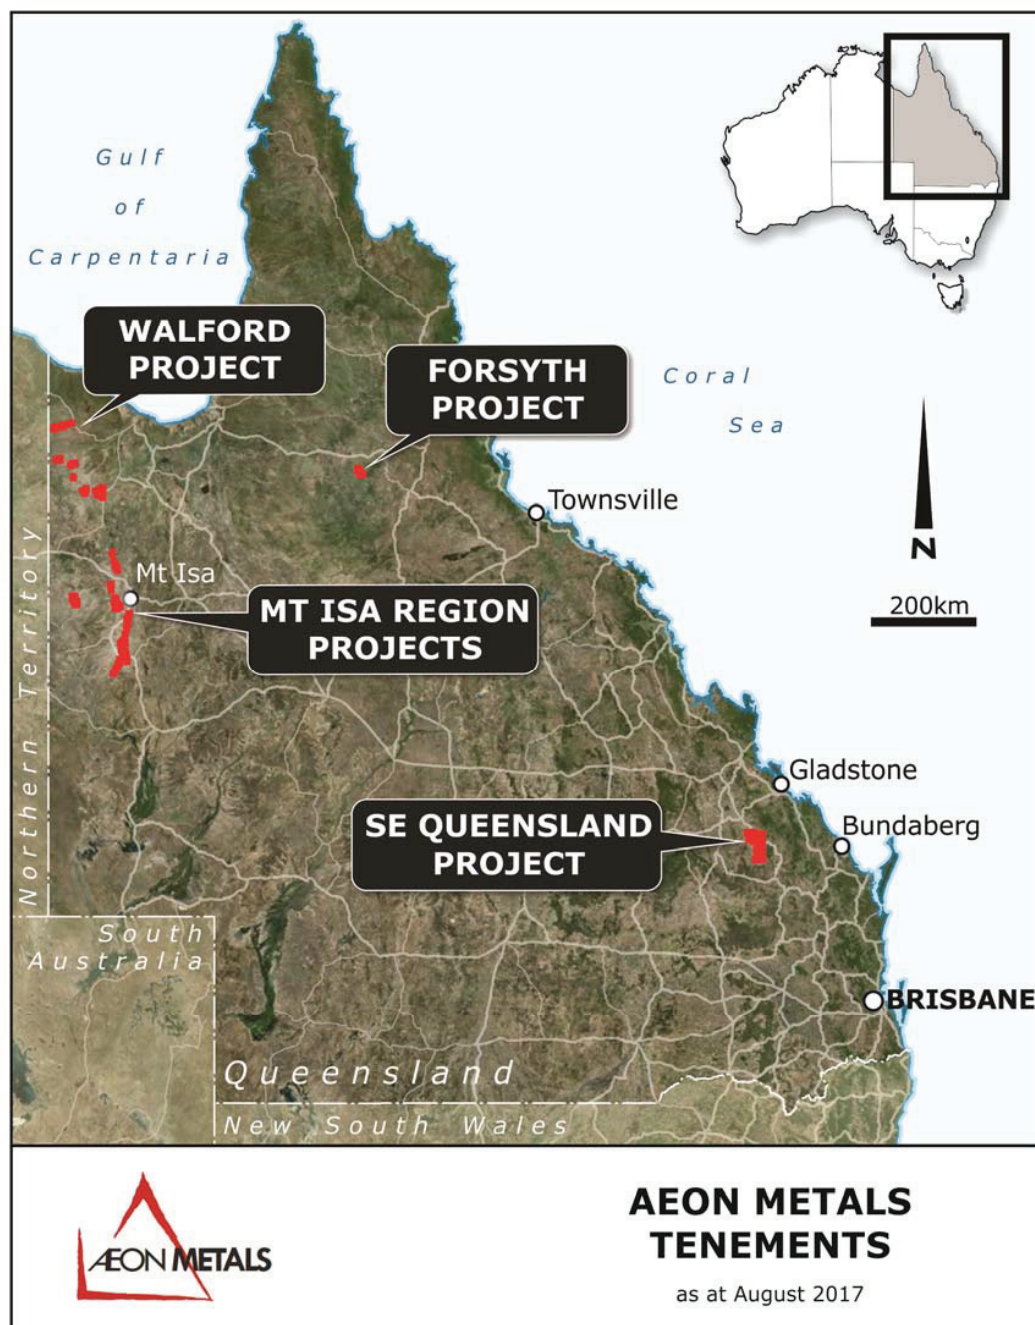 Gulf
of
Carpentaria
WALFORD
PROJECT
FORSYTH
PROJECT
Coral
Sea
Townsville
N
Mt Isa
200km
MT ISA REGION
PROJECTS
Northern Territory
Gladstone
SE QUEENSLAND
PROJECT
Bundaberg
South
Australia
BRISBANE
Queensland
New South Wales
ÆON METALS
AEON METALS
TENEMENTS
as at August 2017